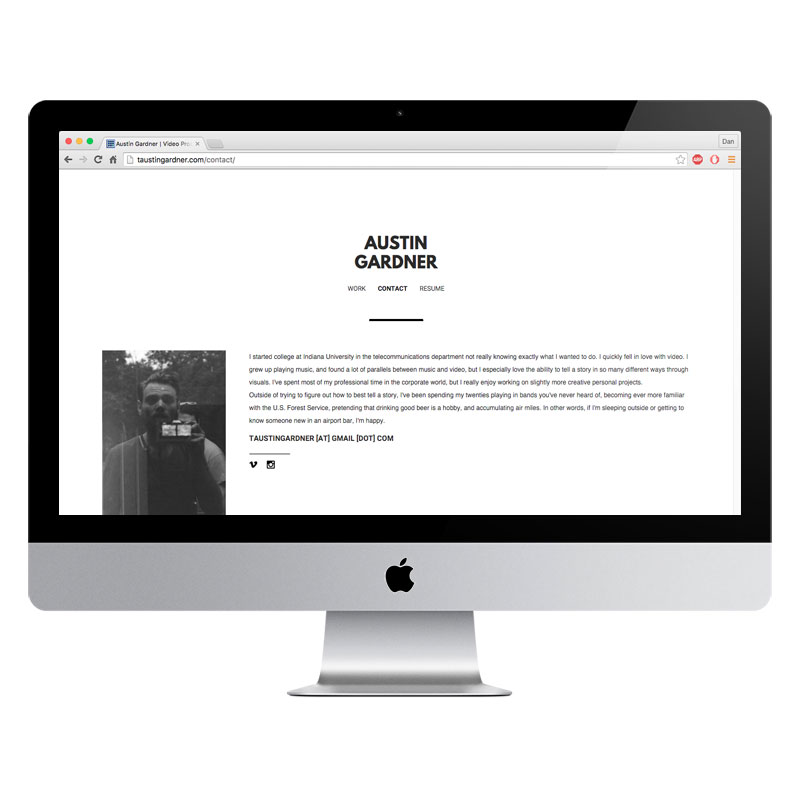 Austin Gardner | Video Pro
Dan
taustingardner.com/contact/
ABP
AUSTIN
GARDNER
WORK CONTACT RESUME
I started college at Indiana University in the telecommunications department not really knowing exactly what I wanted to do. I quickly fell in love with video. I
grew up playing music, and found a lot of parallels between music and video, but I especially love the ability to tell a story in so many different ways through
visuals. I've spent most of my professional time in the corporate world, but I really enjoy working on slightly more creative personal projects.
Outside of trying to figure out how to best tell a story, I've been spending my twenties playing in bands you've never heard of, becoming ever more familiar
with the U.S. Forest Service, pretending that drinking good beer is a hobby, and accumulating air miles. In other words, if I'm sleeping outside or getting to
know someone new in an airport bar, I'm happy.
TAUSTINGARDNER [AT] GMAIL [DOT] COM